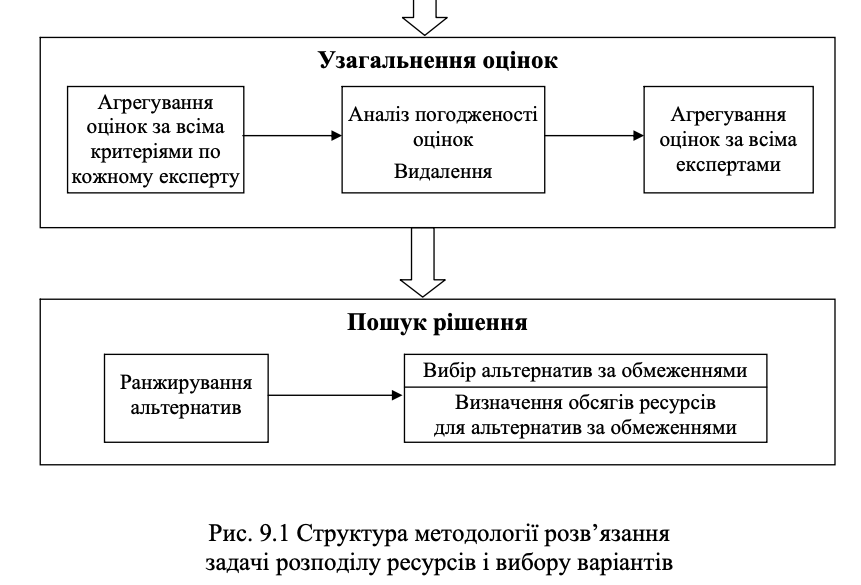 Узагальнення оцінок
Агрегування
оцінок за всіма
критеріями по
кожному експерту
Аналіз погодженості
оцінок
Видалення
Агрегування
оцінок за всіма
експертами
Пошук рішення
Ранжирування
альтернатив
Вибір альтернатив за обмеженнями
Визначення обсягів ресурсів
для альтернатив за обмеженнями
Рис. 9.1 Структура методології розв’язання
задачі розподілу ресурсів і вибору варіантів